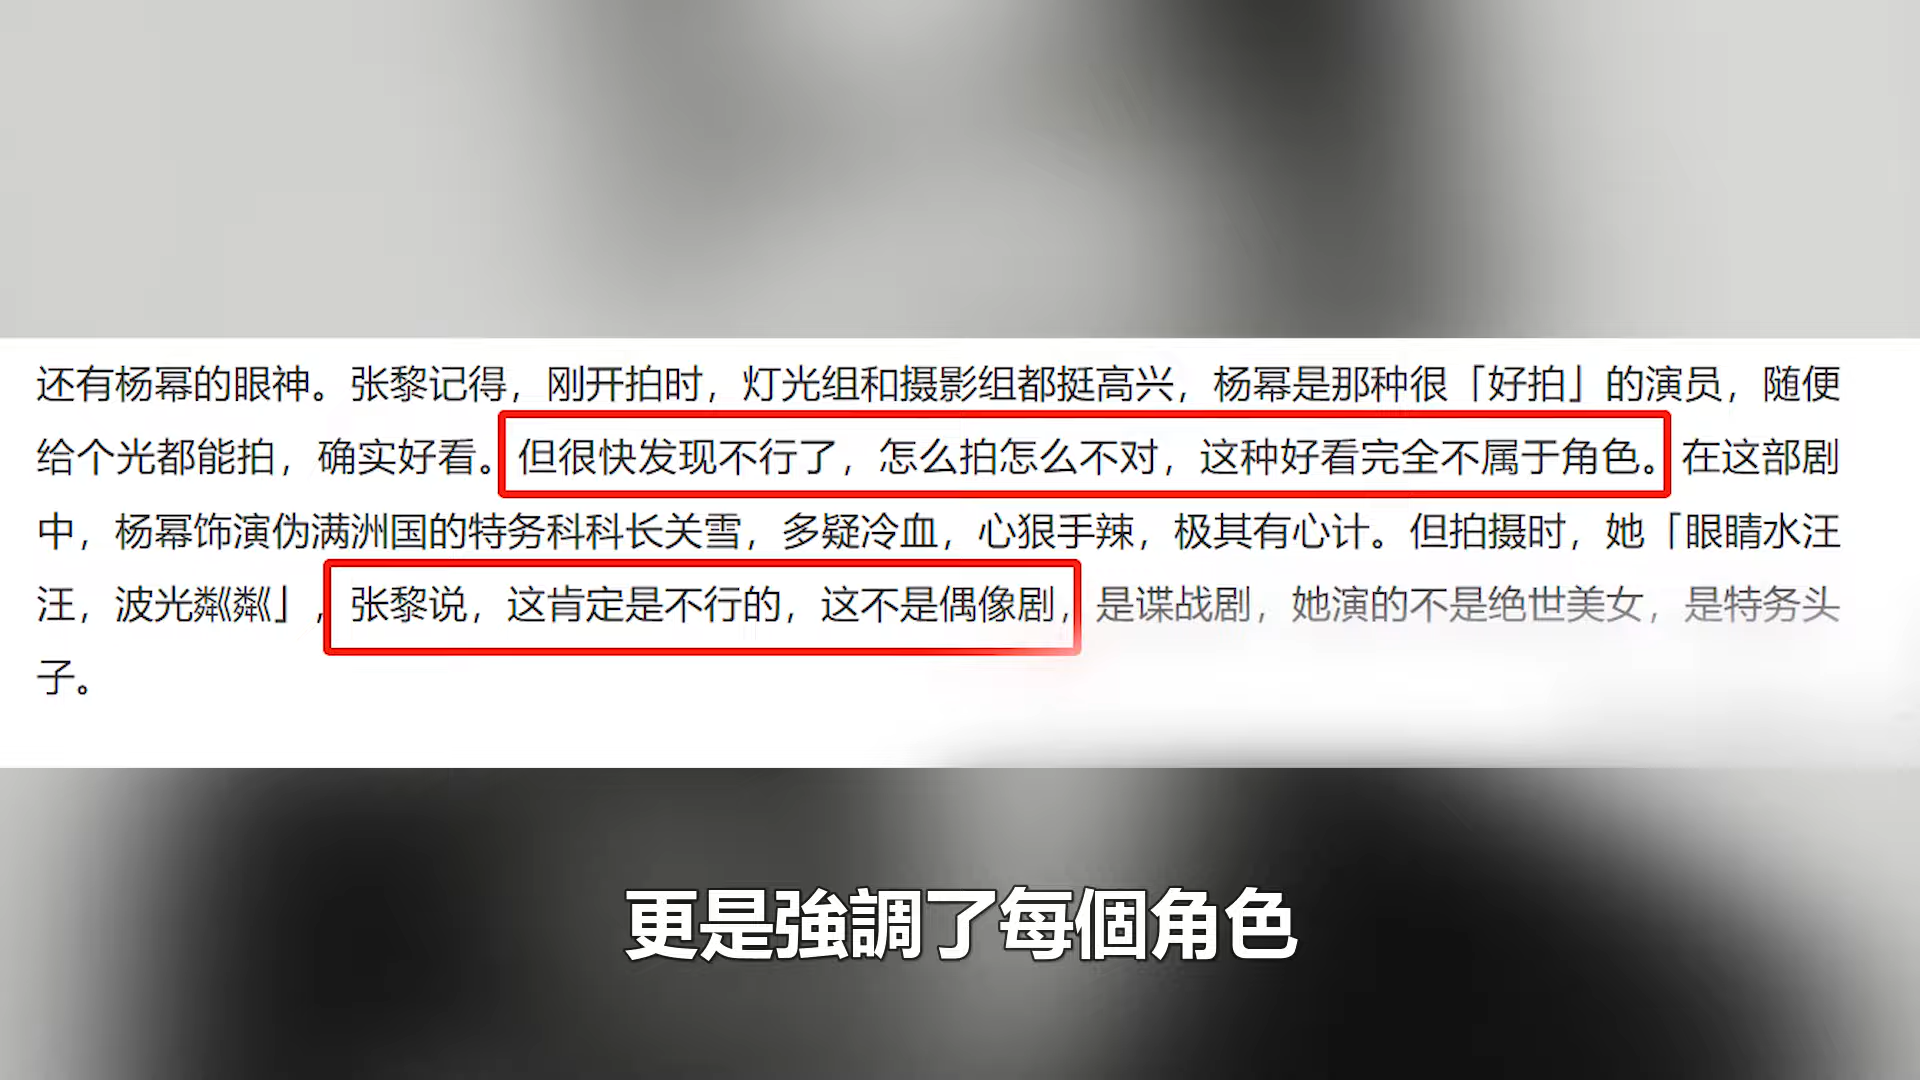 还有杨幂的眼神。张黎记得，刚开拍时，灯光组和摄影组都挺高兴，杨幂是那种很「好拍」的演员，随便
给个光都能拍，确实好看。但很快发现不行了，怎么拍怎么不对，这种好看完全不属于角色。在这部剧
中，杨幂饰演伪满洲国的特务科科长关雪，多疑冷血，心狠手辣，极其有心计。但拍摄时，她「眼睛水汪
汪，波光粼粼」，张黎说，这肯定是不行的，这不是偶像剧，是谍战剧，她演的不是绝世美女，是特务头
子。
更是強調了每個角色